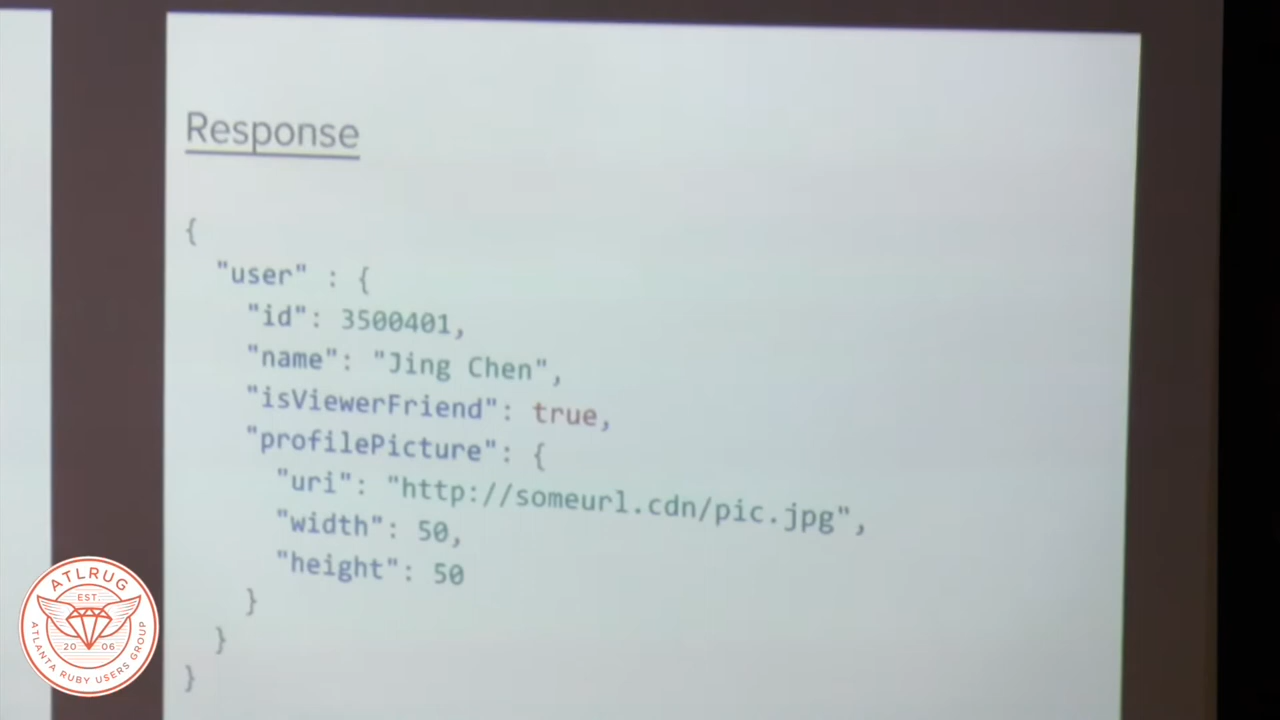 Response
{
"user" : {
"id": 3500401,
"name": "Jing Chen",
"isViewerFriend": true,
"profilePicture": {
"uri": "http://someurl.cdn/pic.jpg",
"width": 50,
"height": 50
}
}
}
ATLRUG
EST.
20 06
ATLANTA RUBY USERS GROUP